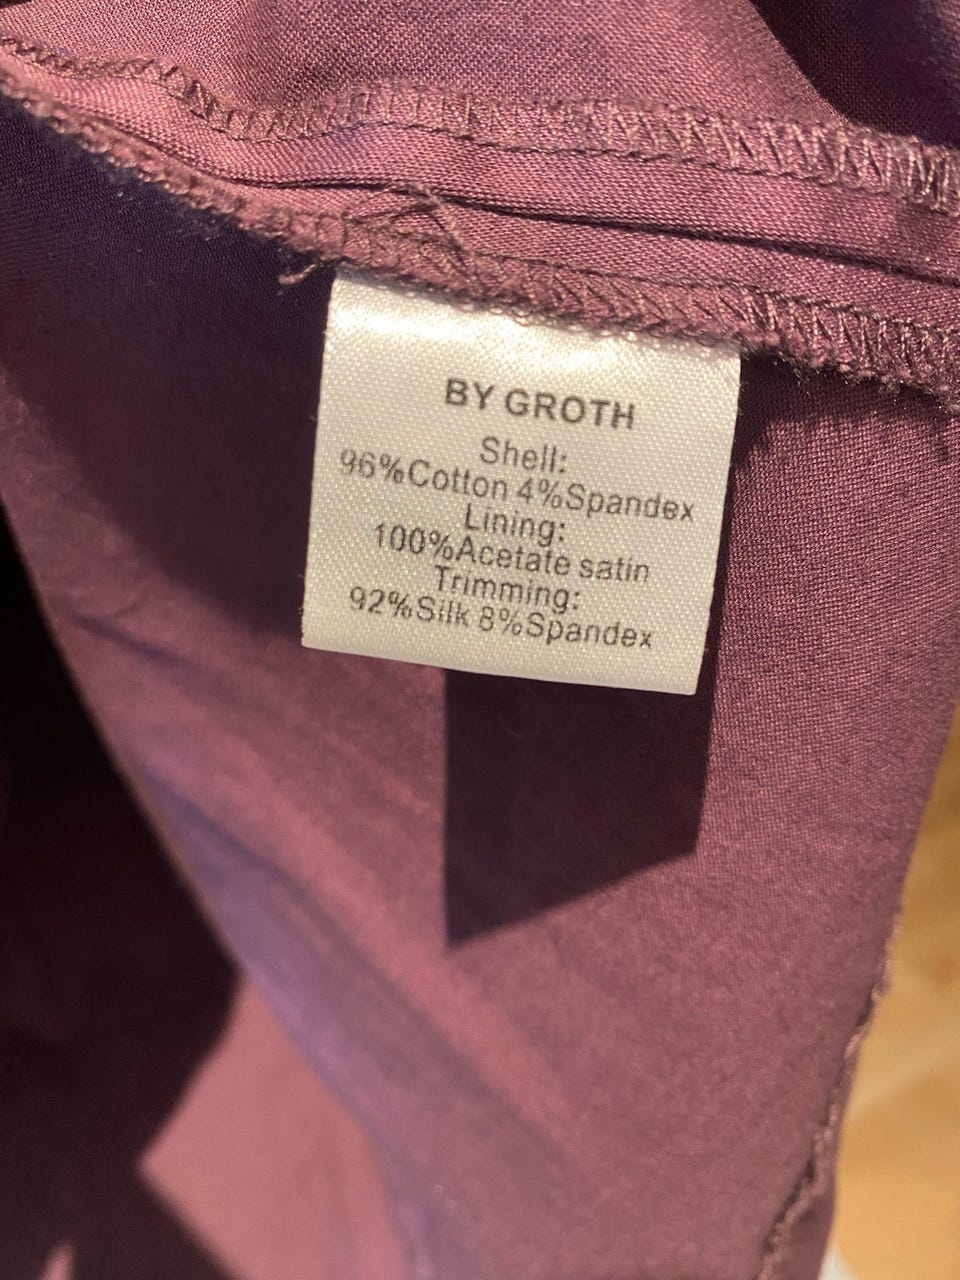 BY GROTH
Shell:
96%Cotton 4%Spandex
Lining:
100%Acetate satin
Trimming:
92%Silk 8%Spandex